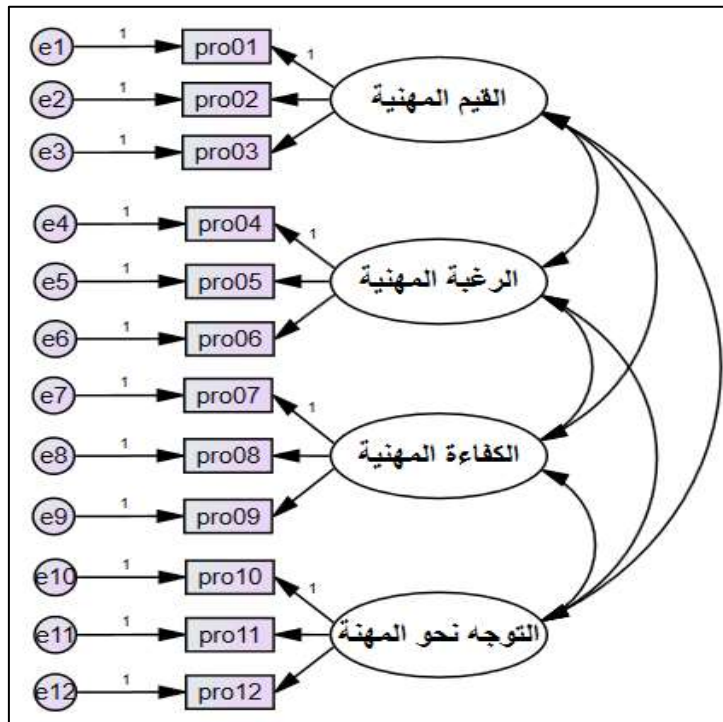 e1 1 pro01 1
القيم المهنية
e2 1 pro02
e3 1 pro03
e4 1 pro04 1
الرغبة المهنية
e5 1 pro05
e6 1 pro06
e7 1 pro07 1
الكفاءة المهنية
e8 1 pro08
e9 1 pro09
e10 1 pro10 1
التوجه نحو المهنة
e11 1 pro11
e12 1 pro12